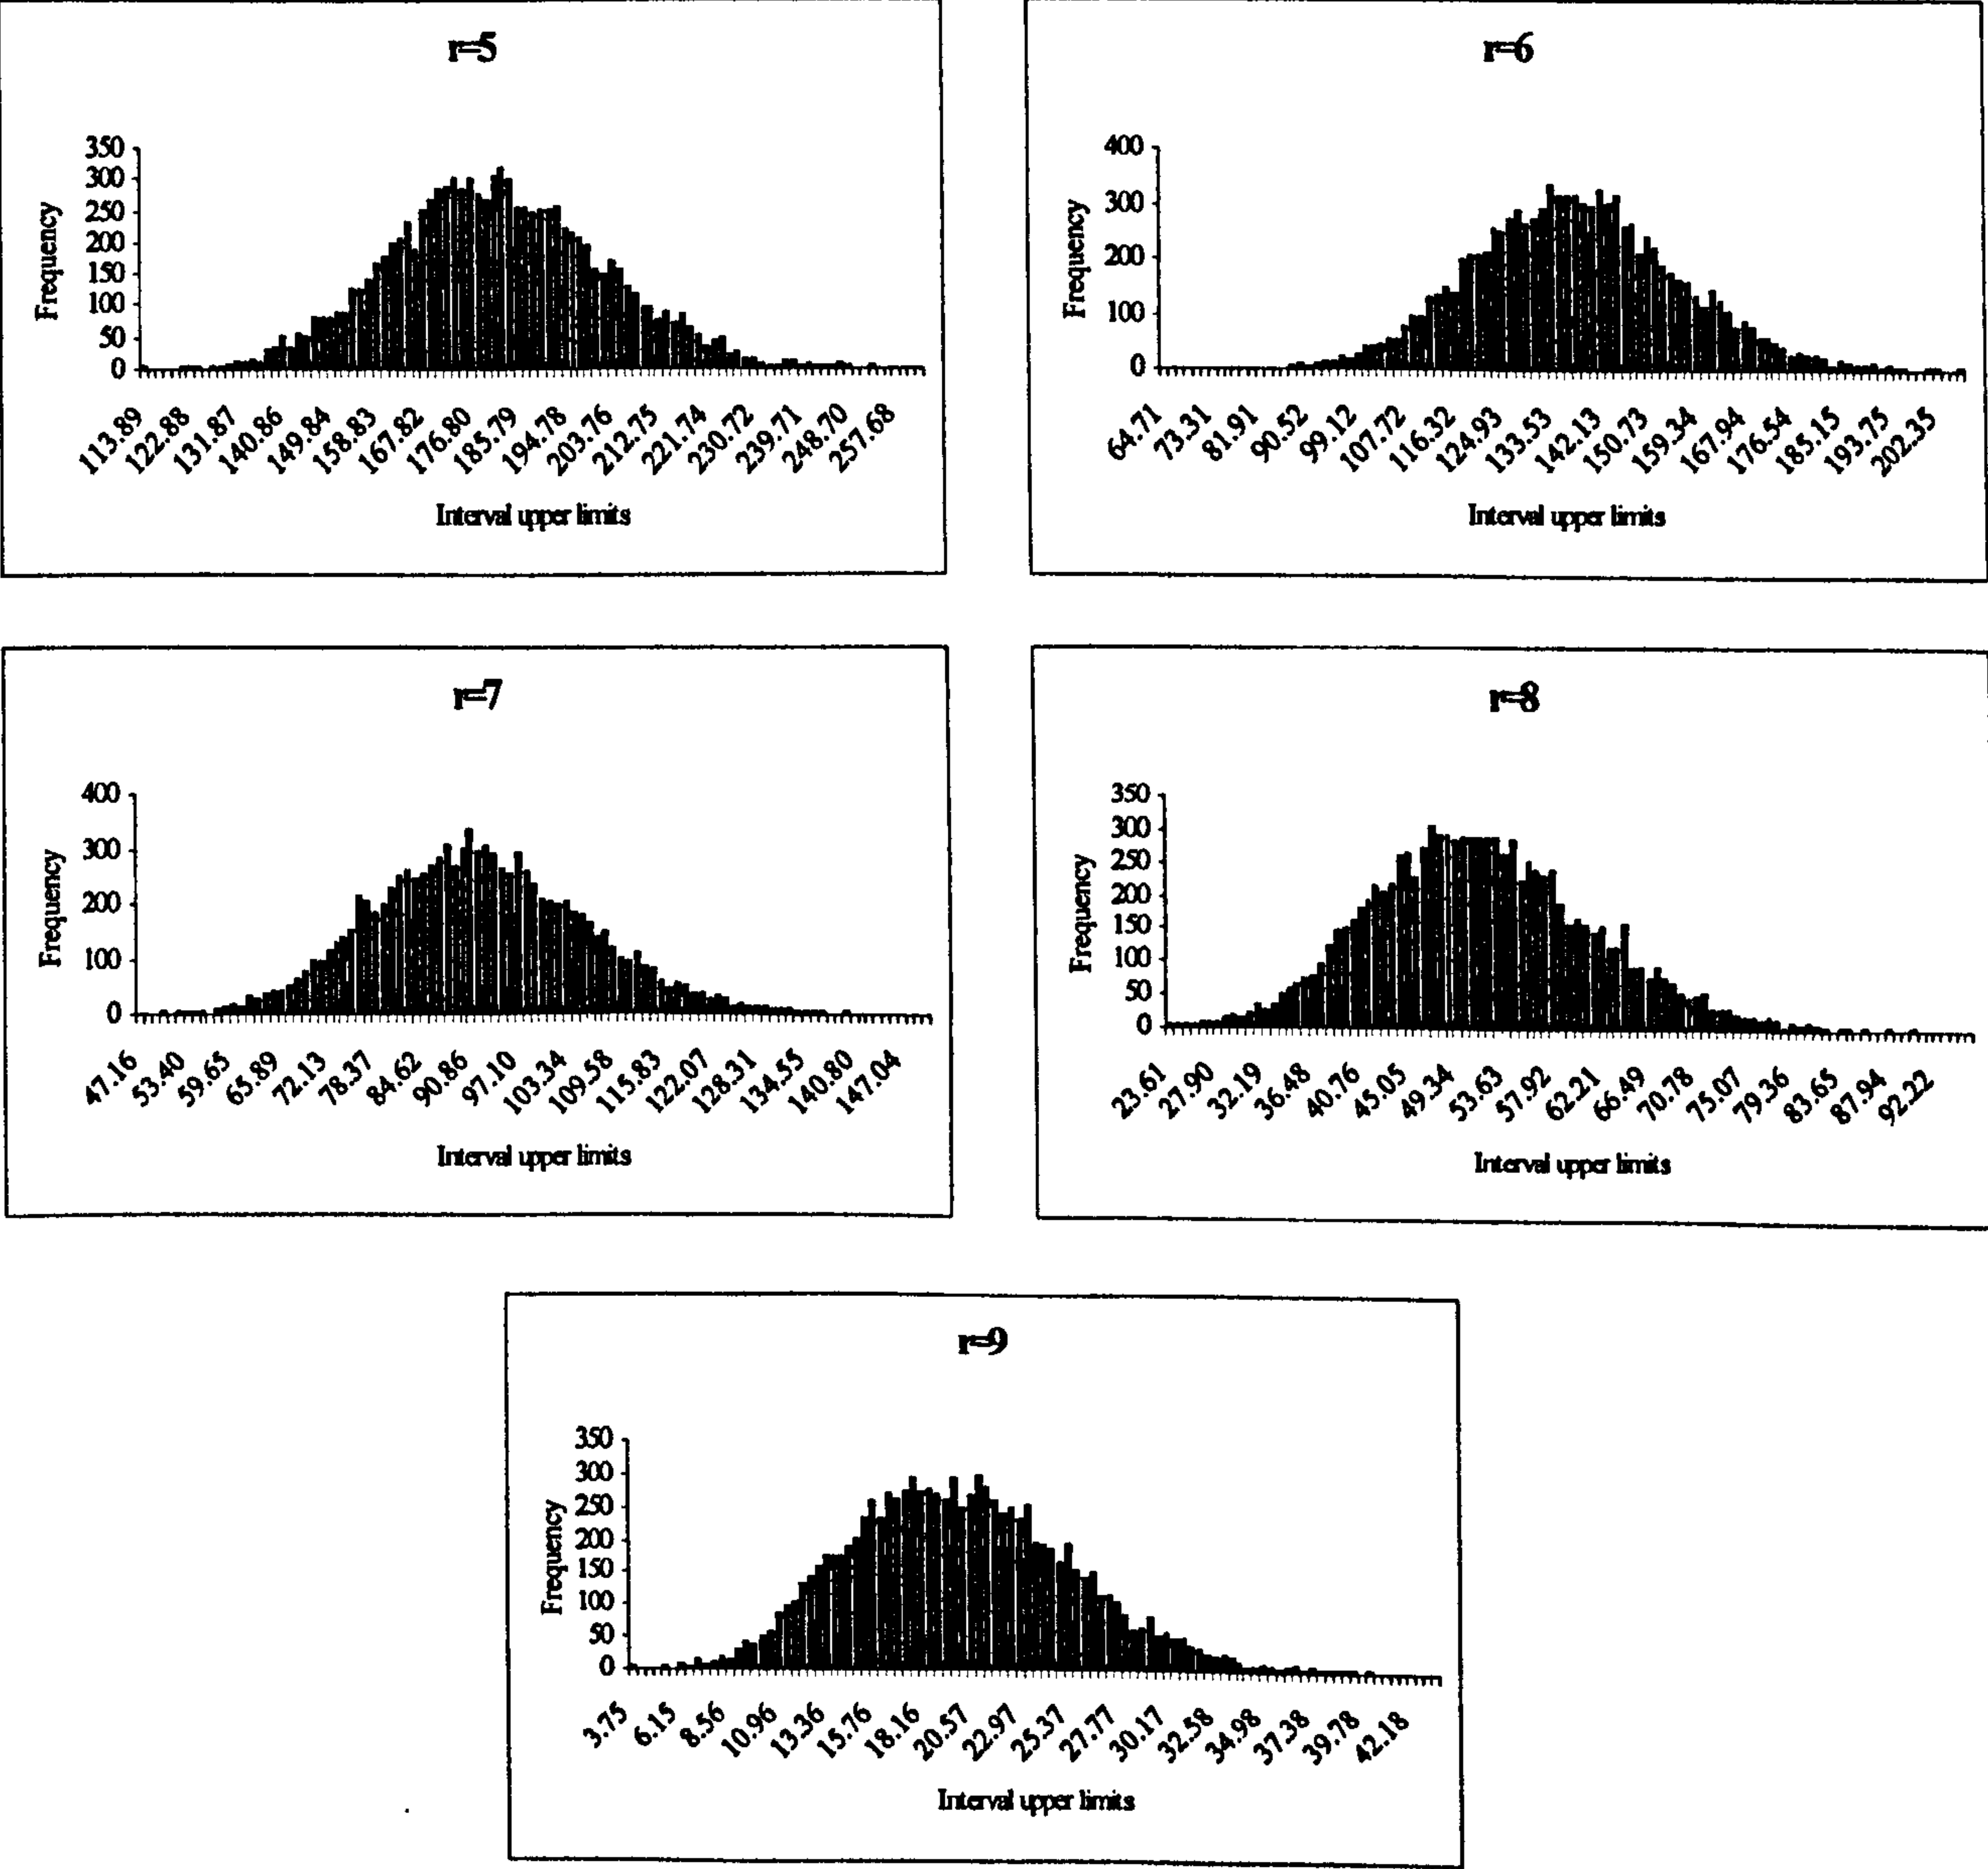 r=5
350
300
250
200
150
100
50
0
Frequency
113.89 122.88 131.87 140.86 149.84 158.83 167.82 176.80 185.79 194.78 203.76 212.75 221.74 230.72 239.71 248.70 257.68
Interval upper limits
r=6
400
300
200
100
0
Frequency
64.71 73.31 81.91 90.52 99.12 107.72 116.32 124.93 133.53 142.13 150.73 159.34 167.94 176.54 185.15 193.75 202.35
Interval upper limits
r=7
400
300
200
100
0
Frequency
47.16 53.40 59.65 65.89 72.13 78.37 84.62 90.86 97.10 103.34 109.58 115.83 122.07 128.31 134.55 140.80 147.04
Interval upper limits
r=8
350
300
250
200
150
100
50
0
Frequency
23.61 27.90 32.19 36.48 40.76 45.05 49.34 53.63 57.92 62.21 66.49 70.78 75.07 79.36 83.65 87.94 92.22
Interval upper limits
r=9
350
300
250
200
150
100
50
0
Frequency
3.75 6.15 8.56 10.96 13.36 15.76 18.16 20.57 22.97 25.37 27.77 30.17 32.58 34.98 37.38 39.78 42.18
Interval upper limits